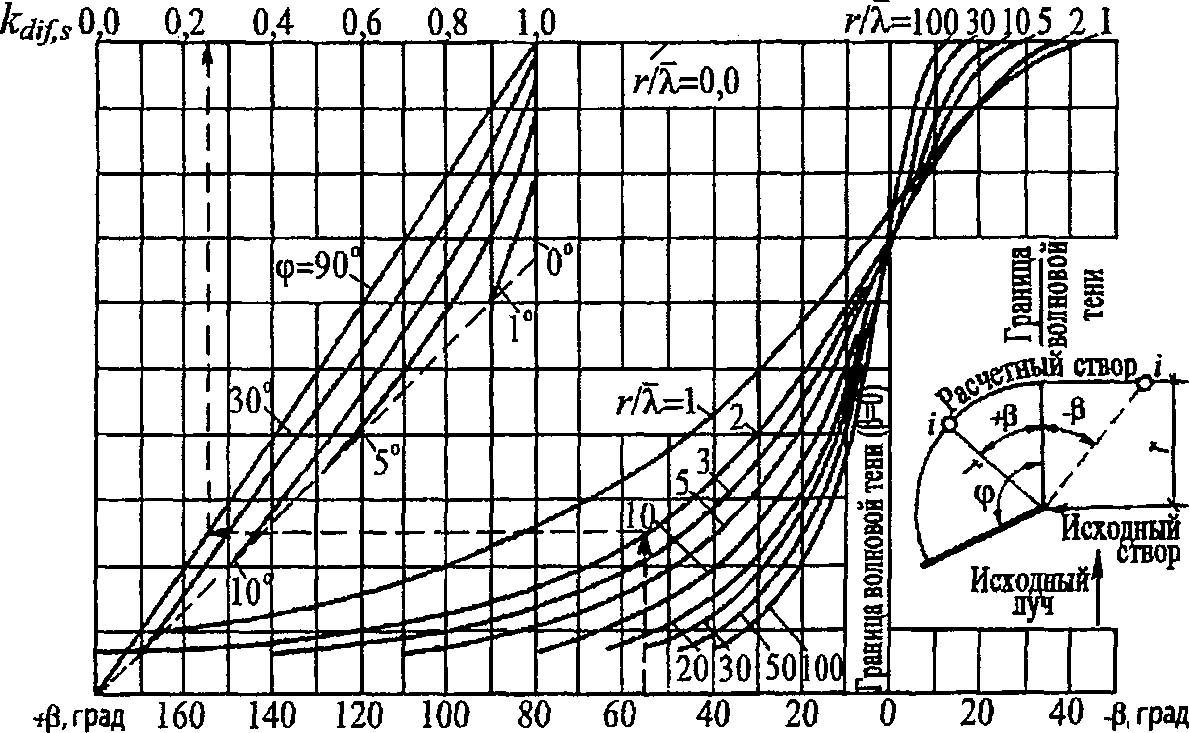 k dif,s 0,0 0,2 0,4 0,6 0,8 1,0 r/λ̄=100 30 10 5 2 1
r/λ̄=0,0
φ=90°
0°
1°
30°
5°
10°
r/λ̄=1
2
3
5
10
20 30 50 100
Граница волновой тени (β=0)
Граница
волновой
тени
Расчетный створ i
i
+β -β
r
φ
r
Исходный
створ
Исходный
луч
+β, град 160 140 120 100 80 60 40 20 0 20 40 -β, град